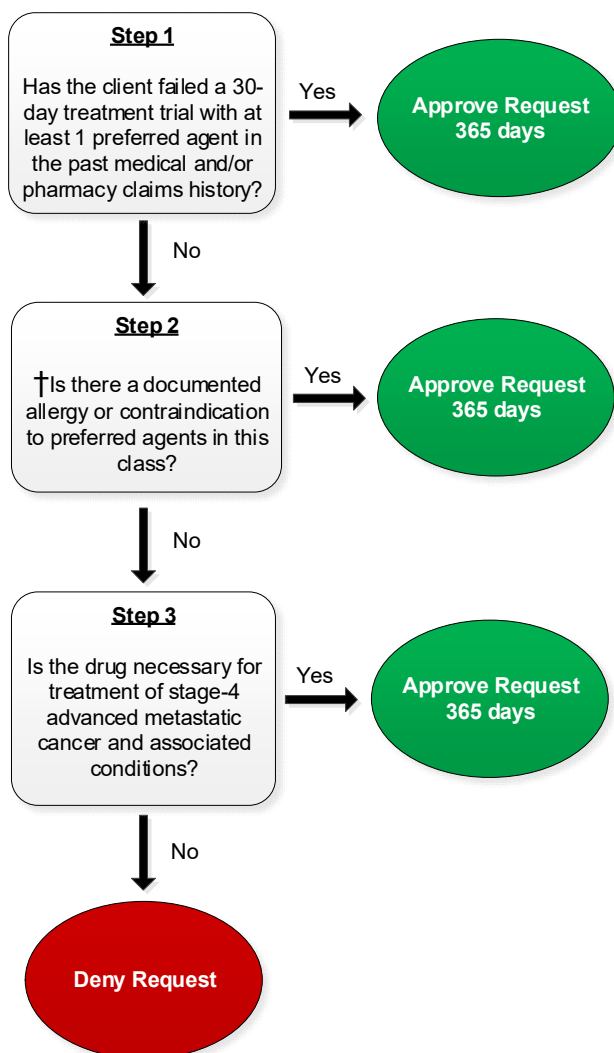 Step 1
Has the client failed a 30-
day treatment trial with at
least 1 preferred agent in
the past medical and/or
pharmacy claims history?
Yes
Approve Request
365 days
No
Step 2
†Is there a documented
allergy or contraindication
to preferred agents in this
class?
Yes
Approve Request
365 days
No
Step 3
Is the drug necessary for
treatment of stage-4
advanced metastatic
cancer and associated
conditions?
Yes
Approve Request
365 days
No
Deny Request